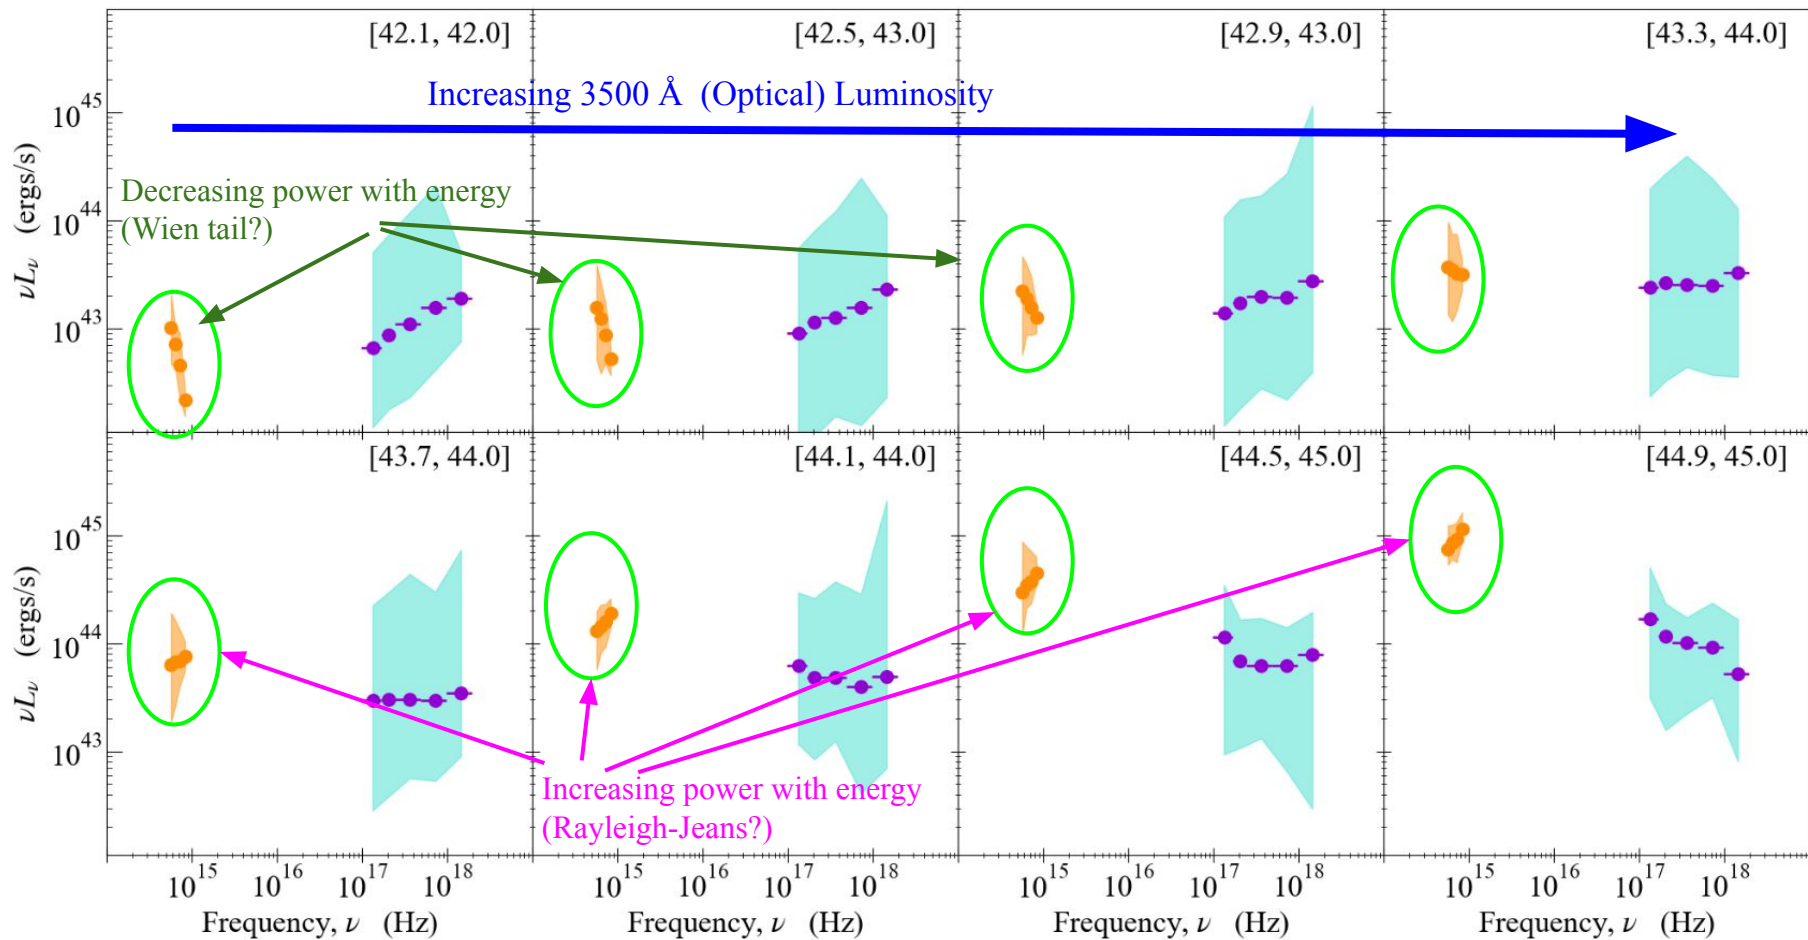 [42.1, 42.0]
[42.5, 43.0]
[42.9, 43.0]
[43.3, 44.0]
Increasing 3500 Å (Optical) Luminosity
Decreasing power with energy
(Wien tail?)
10^45
10^44
10^43
νL_ν (ergs/s)
[43.7, 44.0]
[44.1, 44.0]
[44.5, 45.0]
[44.9, 45.0]
10^45
10^44
10^43
νL_ν (ergs/s)
Increasing power with energy
(Rayleigh-Jeans?)
10^15 10^16 10^17 10^18
10^15 10^16 10^17 10^18
10^15 10^16 10^17 10^18
10^15 10^16 10^17 10^18
Frequency, ν (Hz)
Frequency, ν (Hz)
Frequency, ν (Hz)
Frequency, ν (Hz)